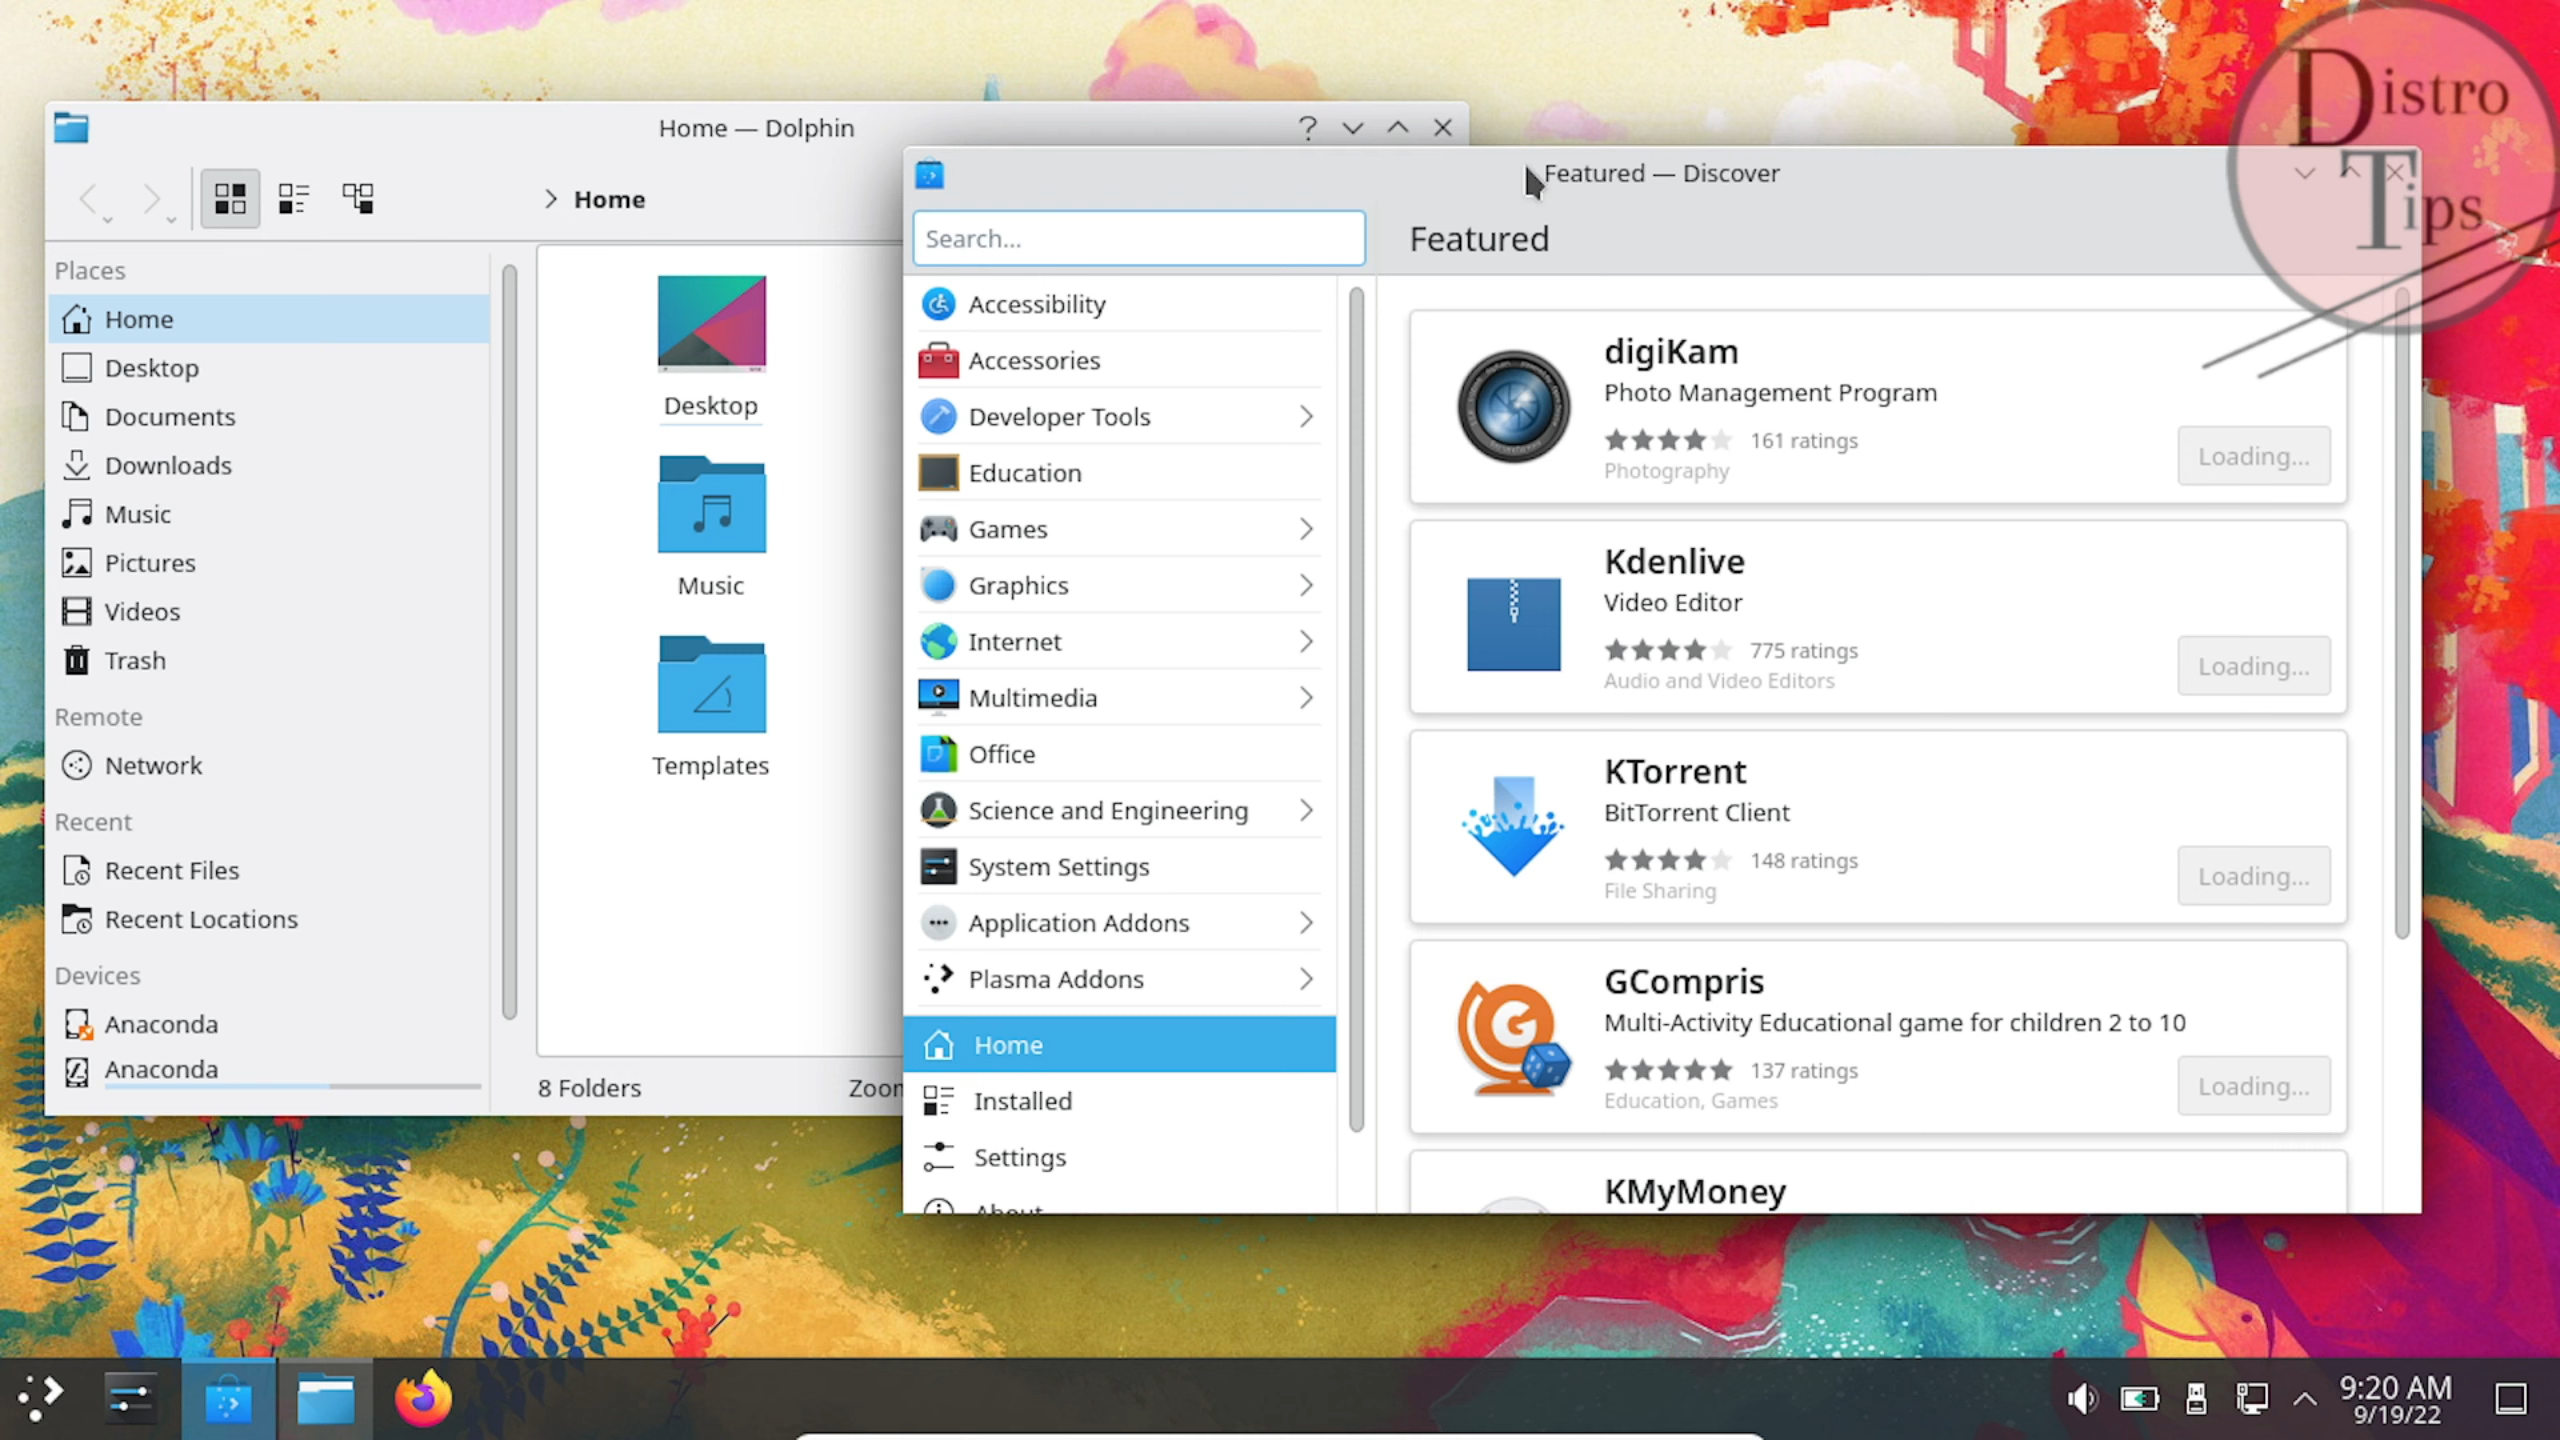 Distro
Tips
Home — Dolphin
Home
Places
Home
Desktop
Documents
Downloads
Music
Pictures
Videos
Trash
Remote
Network
Recent
Recent Files
Recent Locations
Devices
Anaconda
Anaconda
Desktop
Music
Templates
8 Folders
Featured — Discover
Search...
Accessibility
Accessories
Developer Tools
Education
Games
Graphics
Internet
Multimedia
Office
Science and Engineering
System Settings
Application Addons
Plasma Addons
Home
Installed
Settings
About
Featured
digiKam
Photo Management Program
161 ratings
Photography
Loading...
Kdenlive
Video Editor
775 ratings
Audio and Video Editors
Loading...
KTorrent
BitTorrent Client
148 ratings
File Sharing
Loading...
GCompris
Multi-Activity Educational game for children 2 to 10
137 ratings
Education, Games
Loading...
KMyMoney
9:20 AM
9/19/22